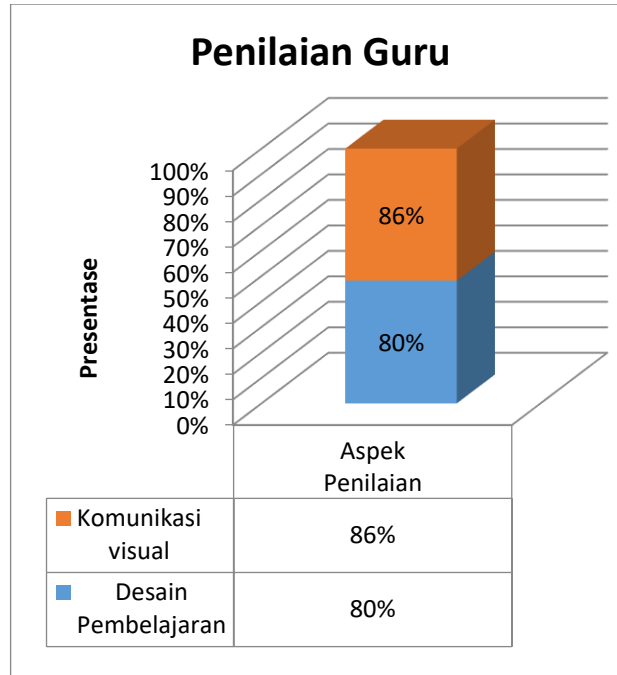 Penilaian Guru
100%
90%
80%
70%
60%
50%
40%
30%
20%
10%
0%
Presentase
86%
80%
Aspek
Penilaian
Komunikasi
visual
86%
Desain
Pembelajaran
80%